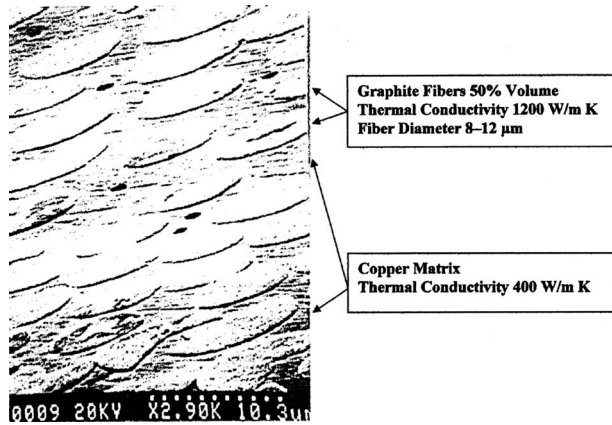 Graphite Fibers 50% Volume
Thermal Conductivity 1200 W/m K
Fiber Diameter 8–12 µm
Copper Matrix
Thermal Conductivity 400 W/m K
0009 20KV X2.90K 10.3um